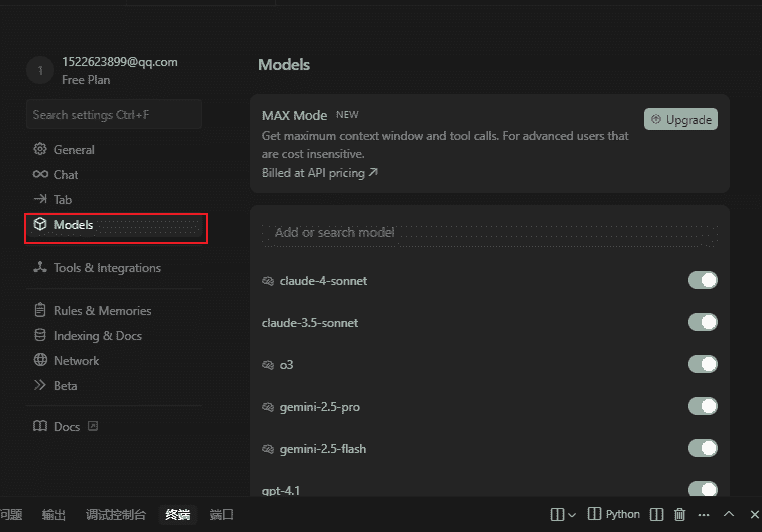 1
1522623899@qq.com
Free Plan
Search settings Ctrl+F
General
Chat
Tab
Models
Tools & Integrations
Rules & Memories
Indexing & Docs
Network
Beta
Docs
Models
MAX Mode NEW
Upgrade
Get maximum context window and tool calls. For advanced users that
are cost insensitive.
Billed at API pricing
Add or search model
claude-4-sonnet
claude-3.5-sonnet
o3
gemini-2.5-pro
gemini-2.5-flash
gpt-4.1
问题 输出 调试控制台 终端 端口
Python